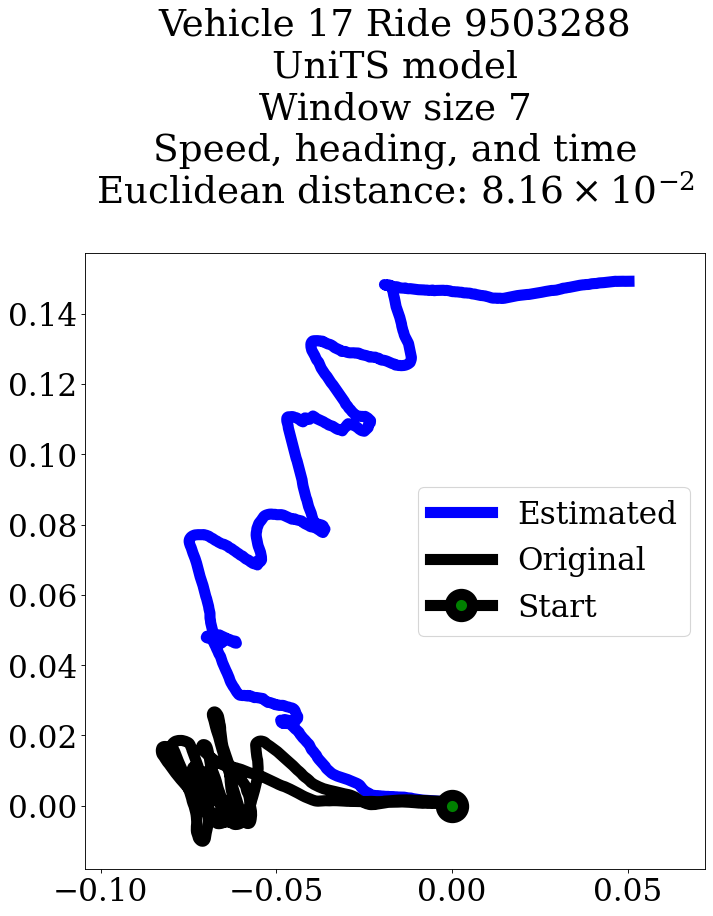 Vehicle 17 Ride 9503288
UniTS model
Window size 7
Speed, heading, and time
Euclidean distance: 8.16 × 10⁻²
0.14
0.12
0.10
0.08
0.06
0.04
0.02
0.00
Estimated
Original
Start
−0.10
−0.05
0.00
0.05